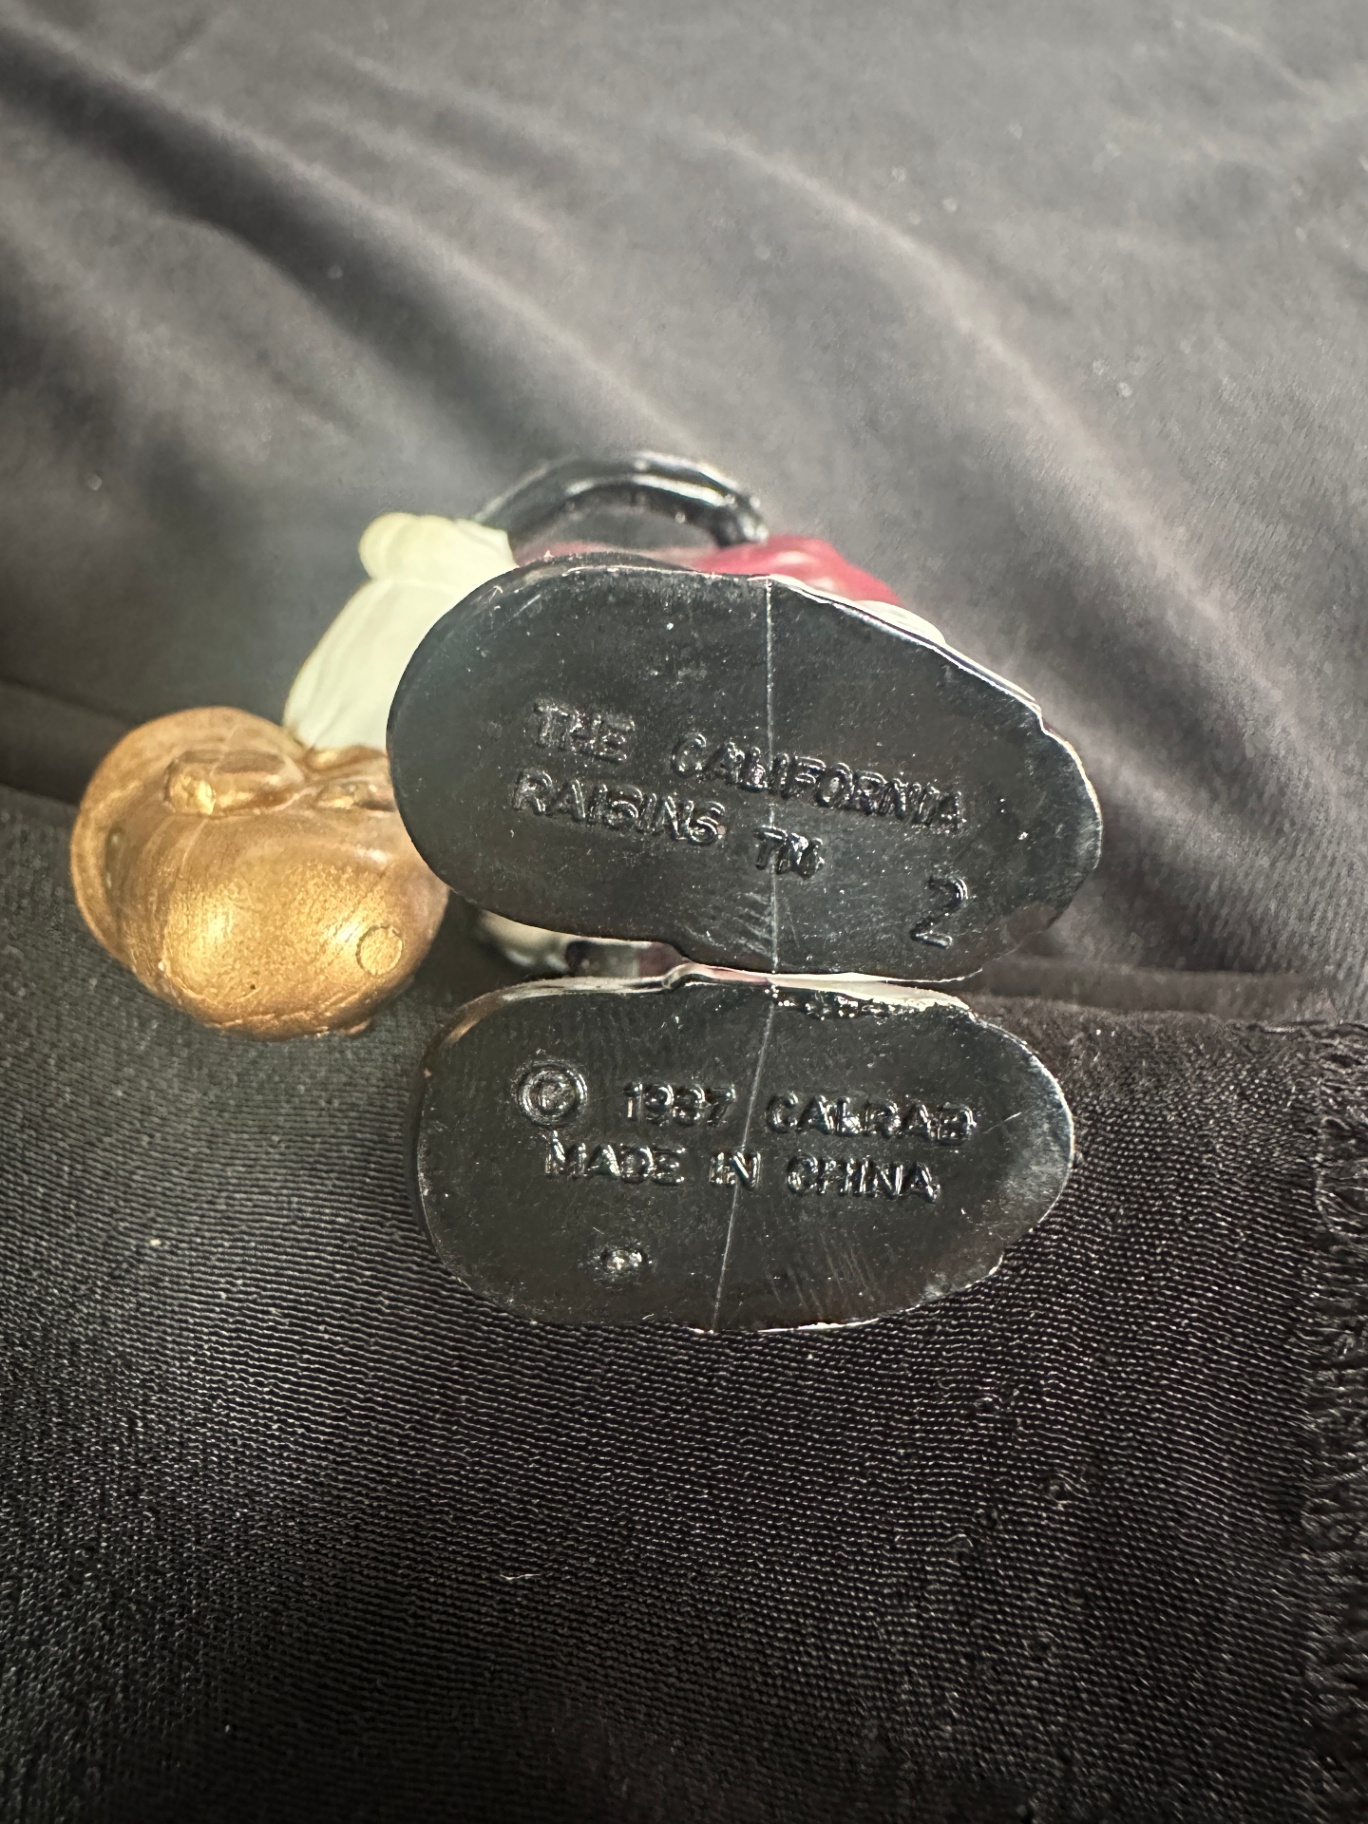 THE CALIFORNIA
RAISINS TM
2
© 1987 CALRAB
MADE IN CHINA